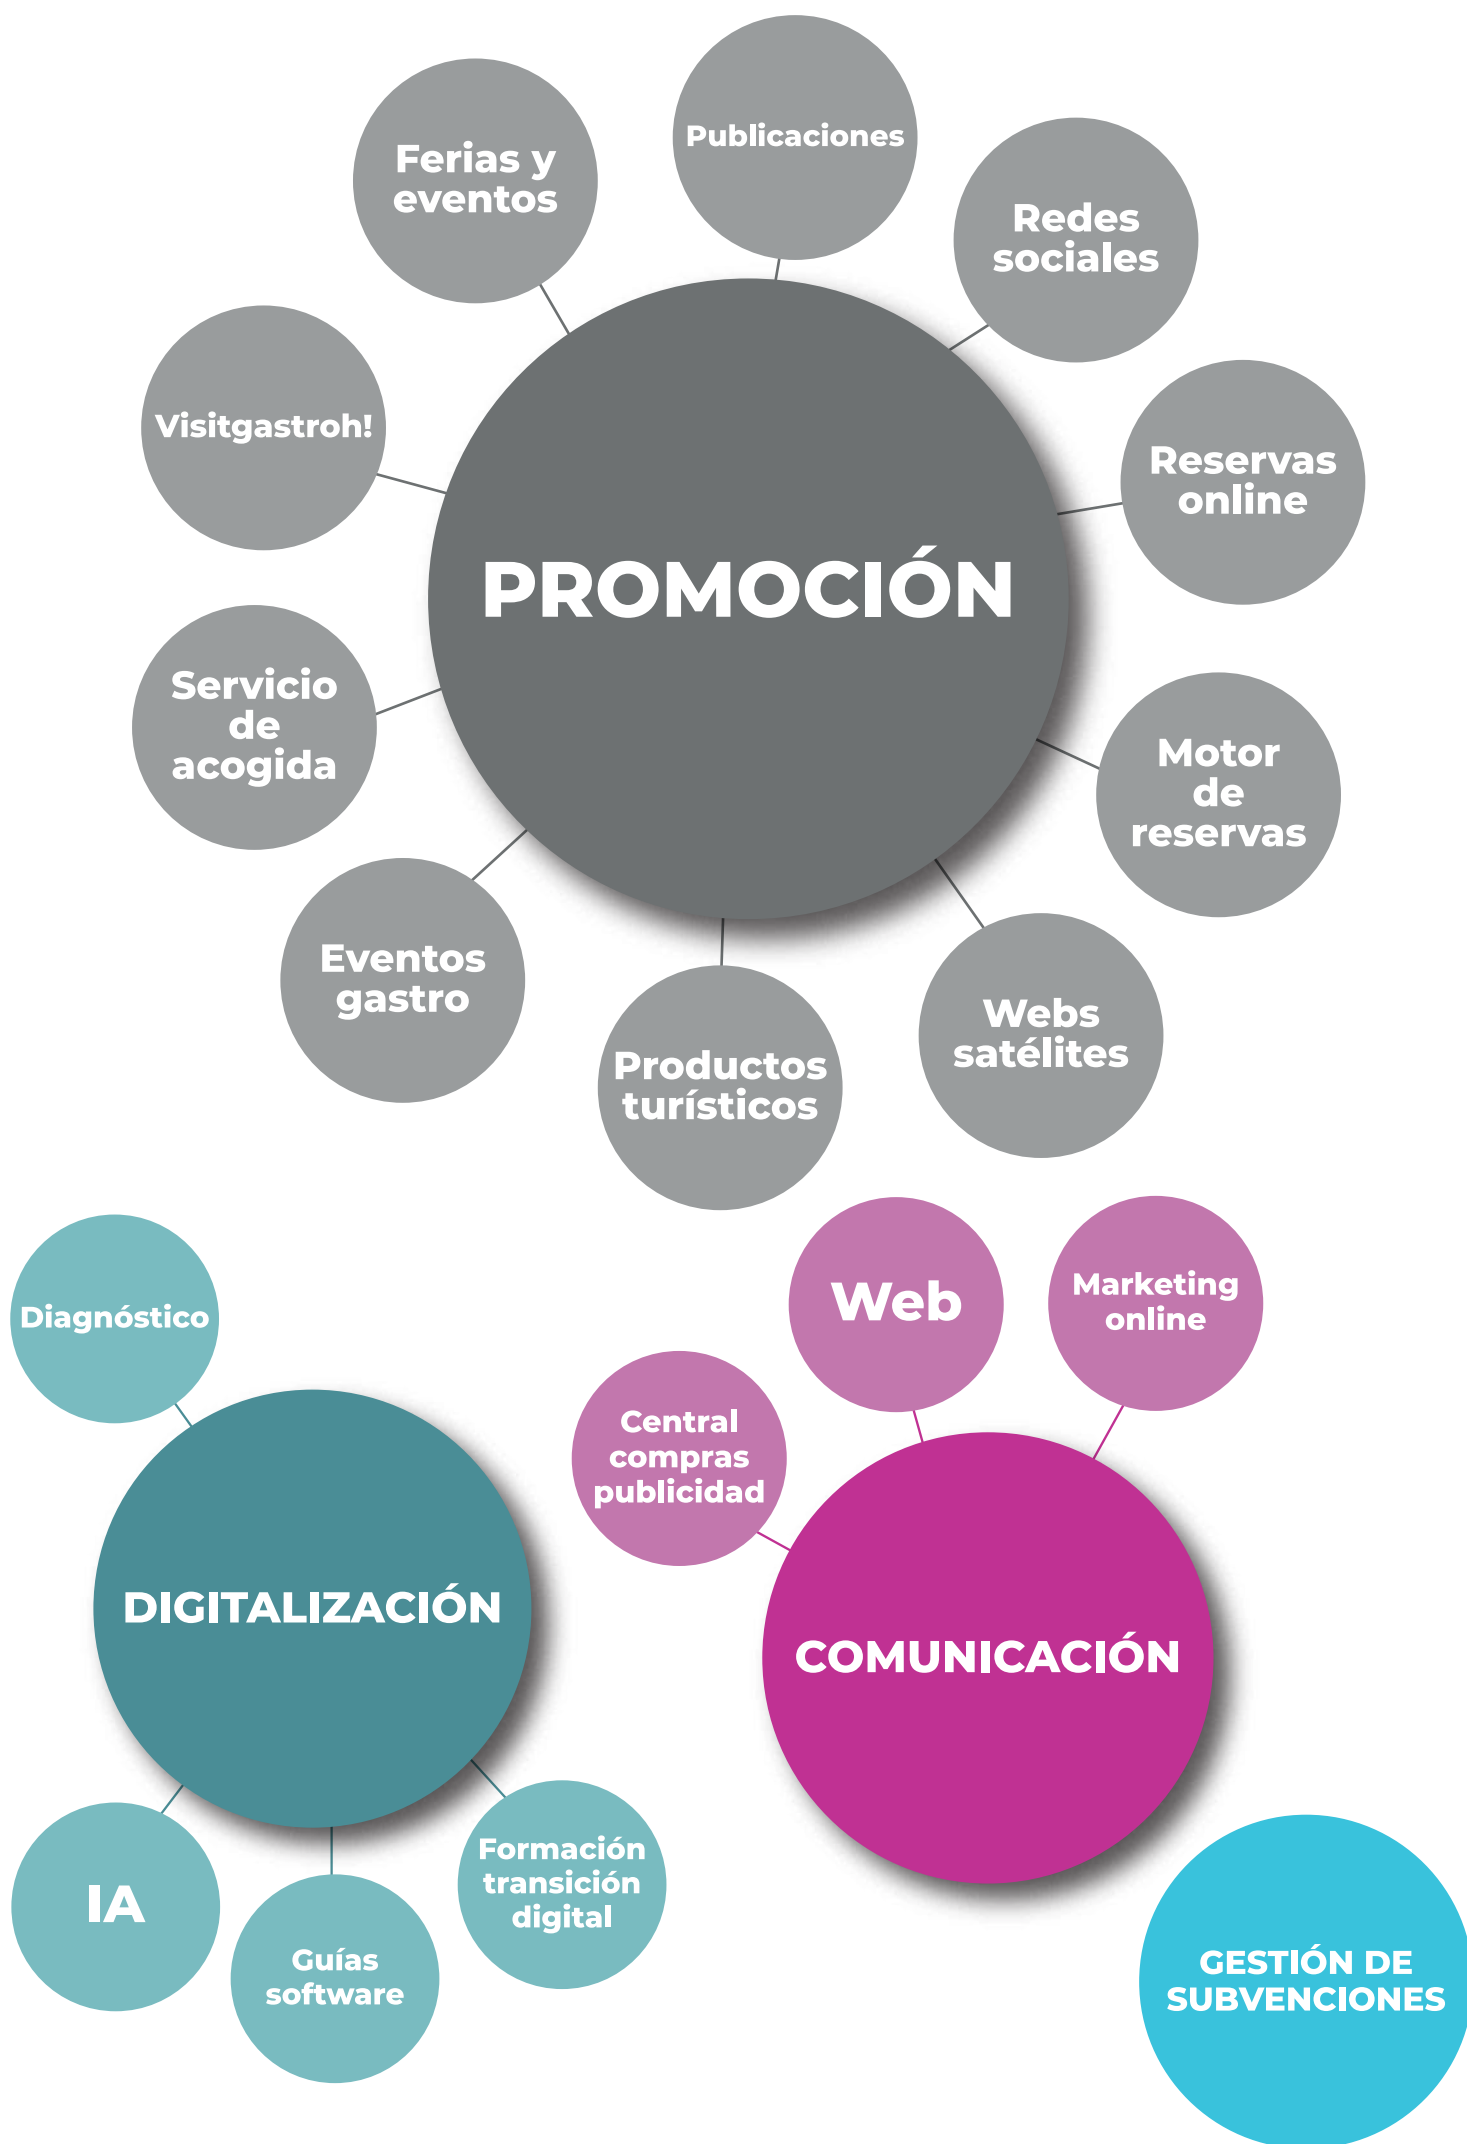 Publicaciones
Ferias y
eventos
Redes
sociales
Visitgastroh!
Reservas
online
PROMOCIÓN
Servicio
de
acogida
Motor
de
reservas
Eventos
gastro
Webs
satélites
Productos
turísticos
Diagnóstico
Web
Marketing
online
Central
compras
publicidad
DIGITALIZACIÓN
COMUNICACIÓN
IA
Formación
transición
digital
Guías
software
GESTIÓN DE
SUBVENCIONES